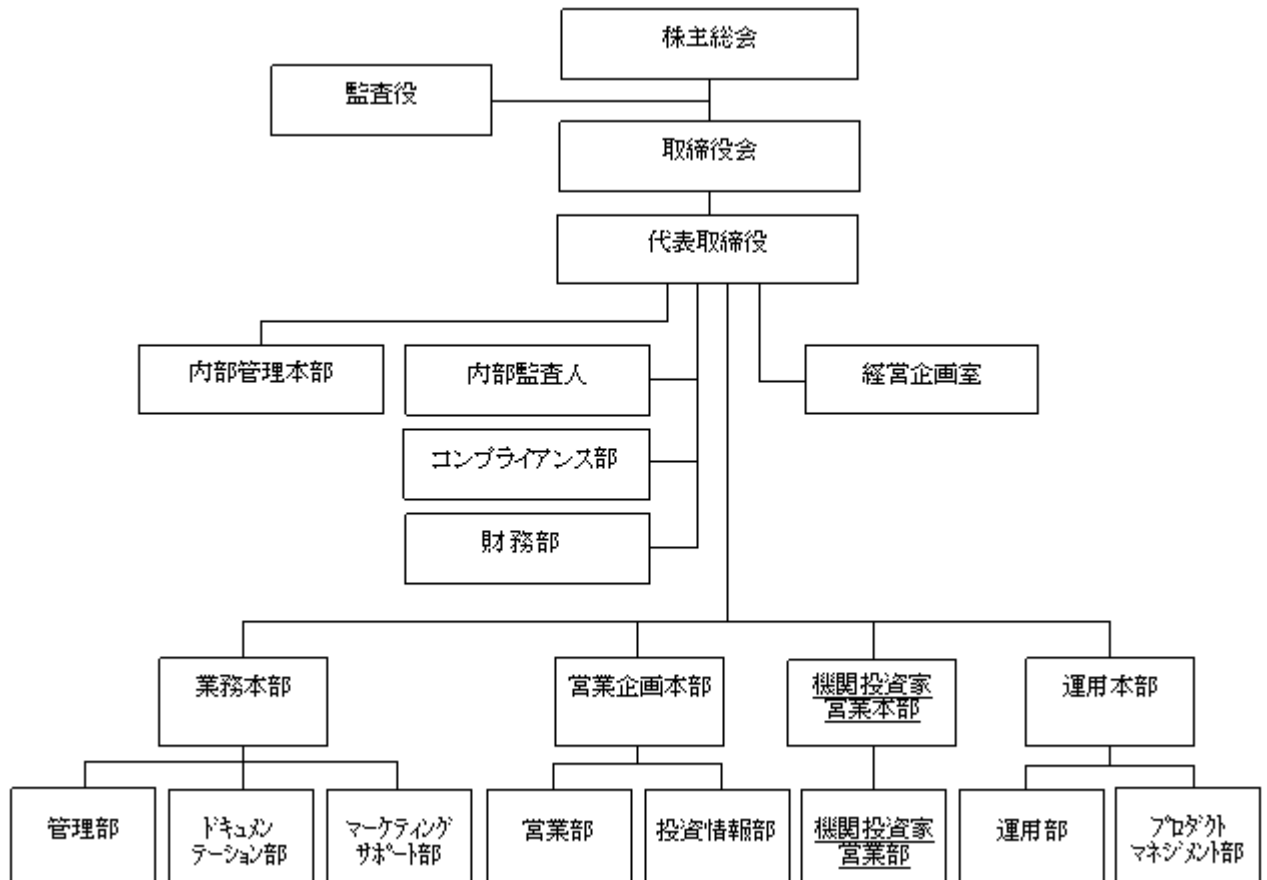 株主総会
監査役
取締役会
代表取締役
内部管理本部
内部監査人
経営企画室
コンプライアンス部
財務部
業務本部
営業企画本部
機関投資家
営業本部
運用本部
管理部
ドキュメン
テーション部
マーケティング
サポート部
営業部
投資情報部
機関投資家
営業部
運用部
プロダクト
マネジメント部